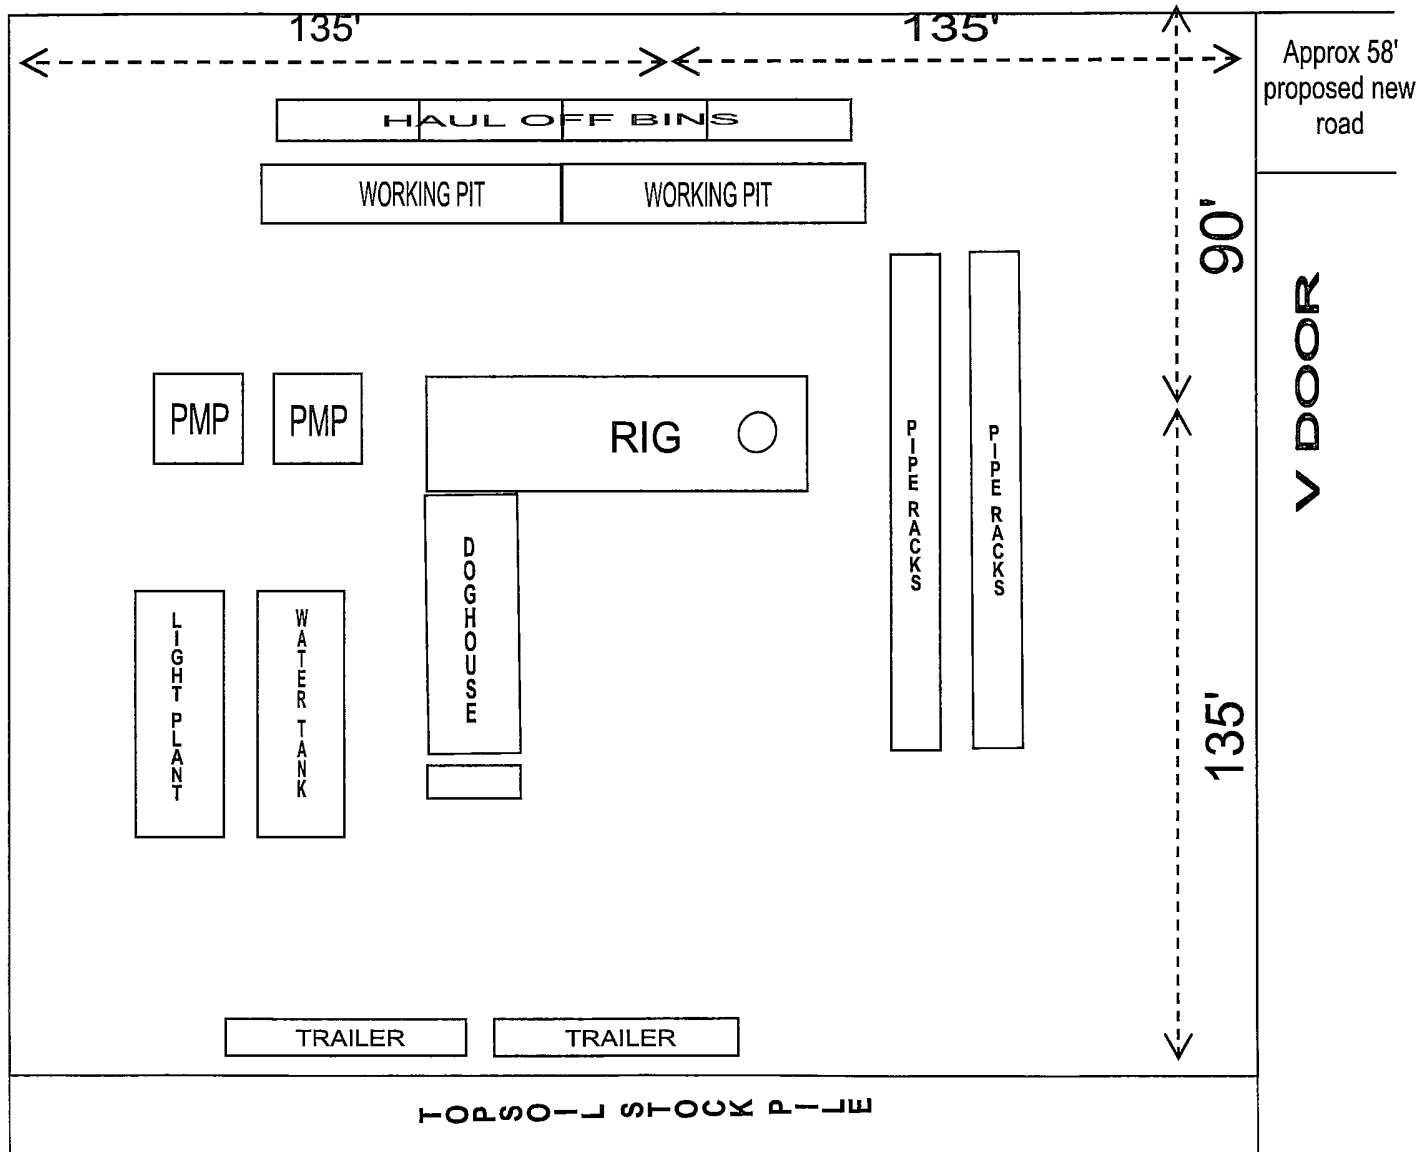 135'
135'
Approx 58'
proposed new
road
HAUL OFF BINS
WORKING PIT
WORKING PIT
90'
V DOOR
PMP
PMP
RIG
PIPE RACKS
PIPE RACKS
DOGHOUSE
LIGHT PLANT
WATER TANK
135'
TRAILER
TRAILER
TOPSOIL STOCK PILE